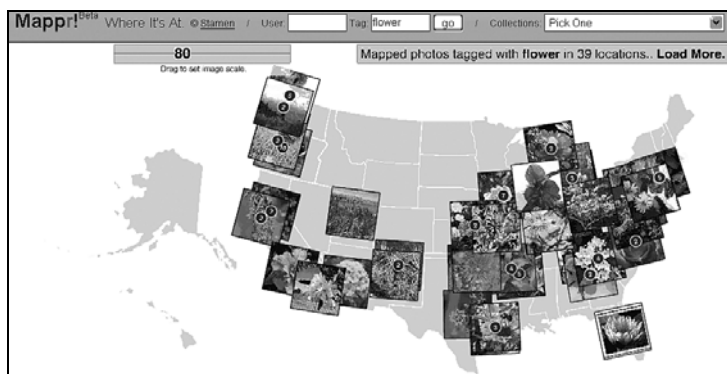 Mappr! Beta Where It's At © Stamen / User: Tag: flower go / Collections: Pick One
80
Mapped photos tagged with flower in 39 locations.. Load More.
Drag to set image scale.